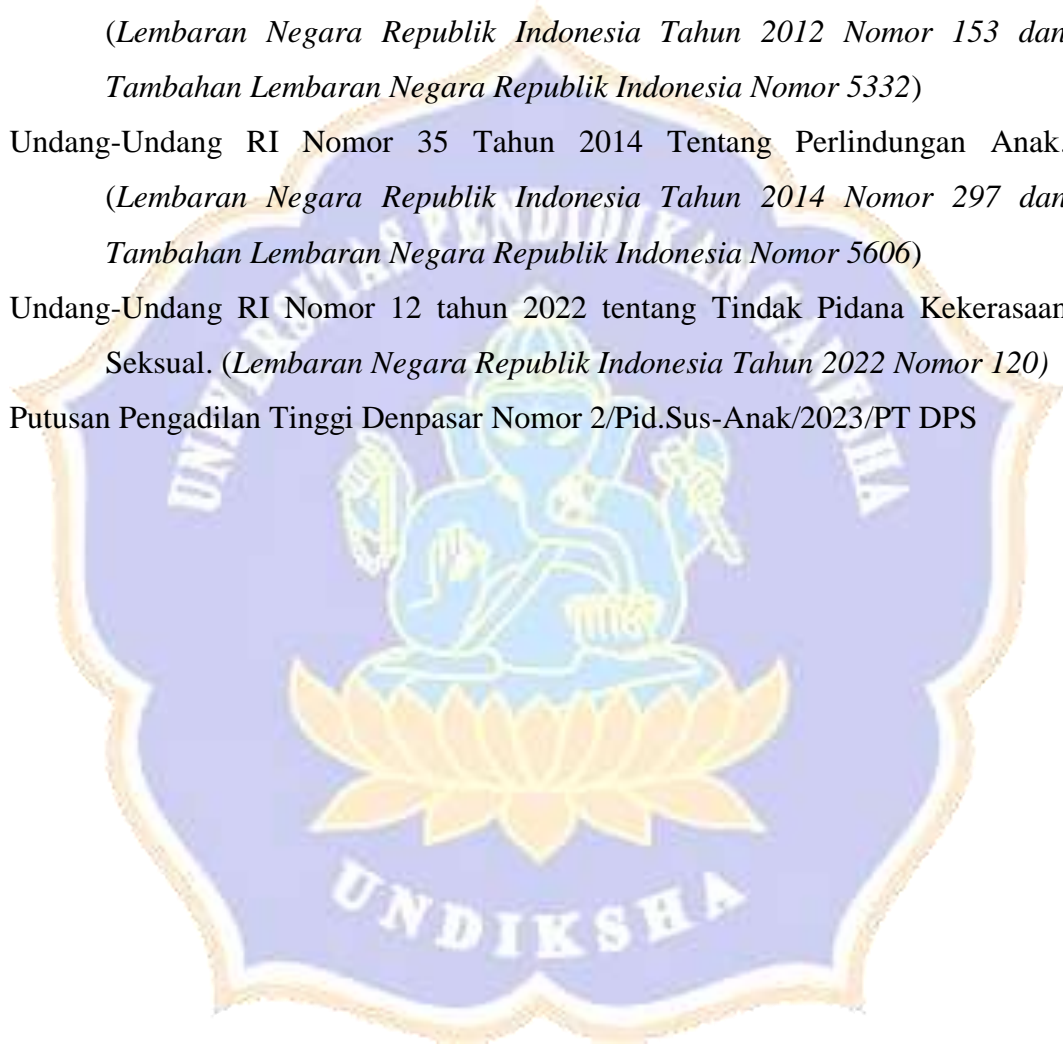 (Lembaran Negara Republik Indonesia Tahun 2012 Nomor 153 dan
Tambahan Lembaran Negara Republik Indonesia Nomor 5332)
Undang-Undang RI Nomor 35 Tahun 2014 Tentang Perlindungan Anak.
(Lembaran Negara Republik Indonesia Tahun 2014 Nomor 297 dan
Tambahan Lembaran Negara Republik Indonesia Nomor 5606)
Undang-Undang RI Nomor 12 tahun 2022 tentang Tindak Pidana Kekerasaan
Seksual. (Lembaran Negara Republik Indonesia Tahun 2022 Nomor 120)
Putusan Pengadilan Tinggi Denpasar Nomor 2/Pid.Sus-Anak/2023/PT DPS
UNIVERSITAS PENDIDIKAN GANESHA
UNDIKSHA